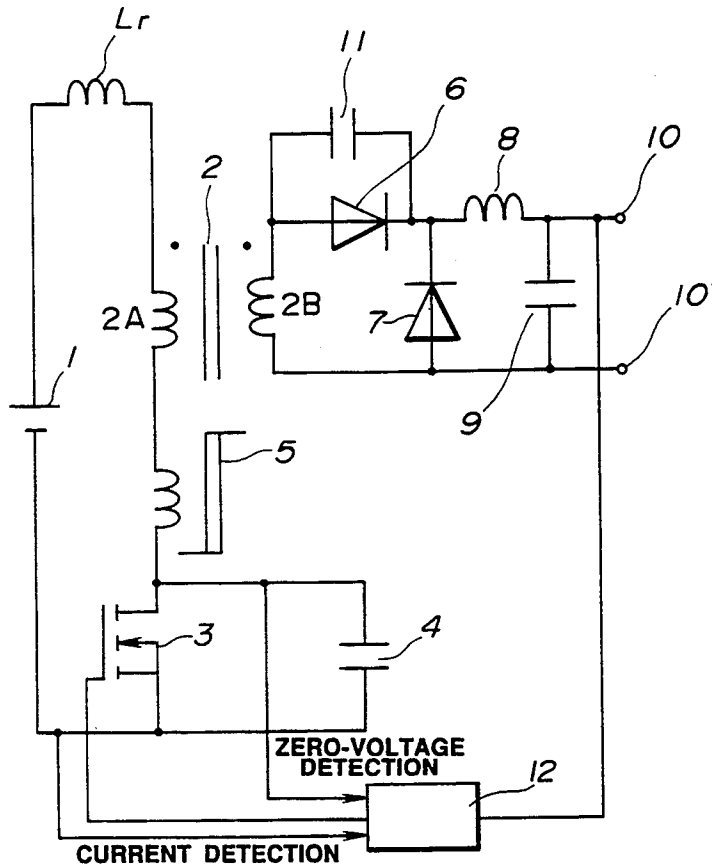 Lr
11
6
8
10
2
2A
2B
7
10'
1
9
5
3
4
ZERO-VOLTAGE
DETECTION
12
CURRENT DETECTION